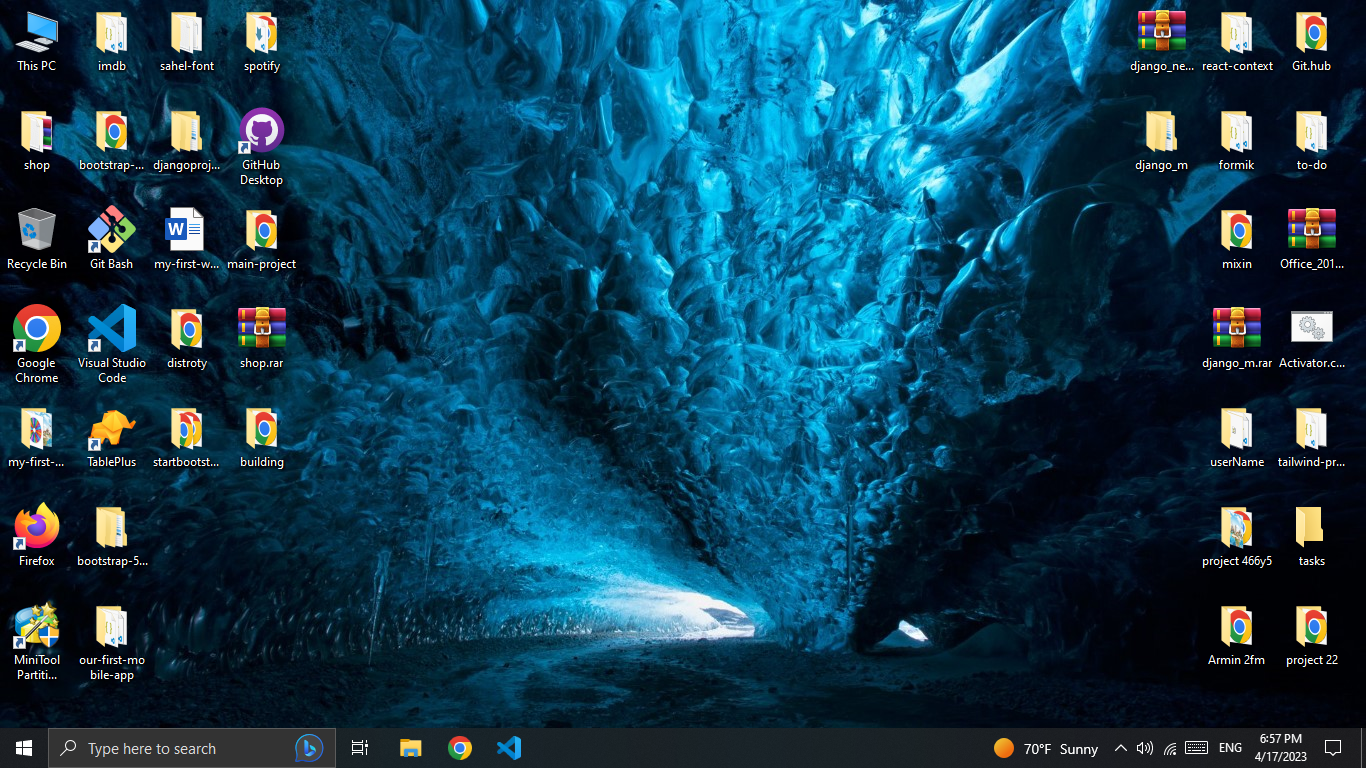 This PC
imdb
sahel-font
spotify
django_ne...
react-context
Git.hub
shop
bootstrap-...
djangoproj...
GitHub
Desktop
django_m
formik
to-do
Recycle Bin
Git Bash
my-first-w...
main-project
mixin
Office_201...
Google
Chrome
Visual Studio
Code
distroty
shop.rar
django_m.rar
Activator.c...
my-first-...
TablePlus
startbootst...
building
userName
tailwind-pr...
Firefox
bootstrap-5...
project 466y5
tasks
MiniTool
Partiti...
our-first-mo
bile-app
Armin 2fm
project 22
Type here to search
70°F Sunny
ENG
6:57 PM
4/17/2023